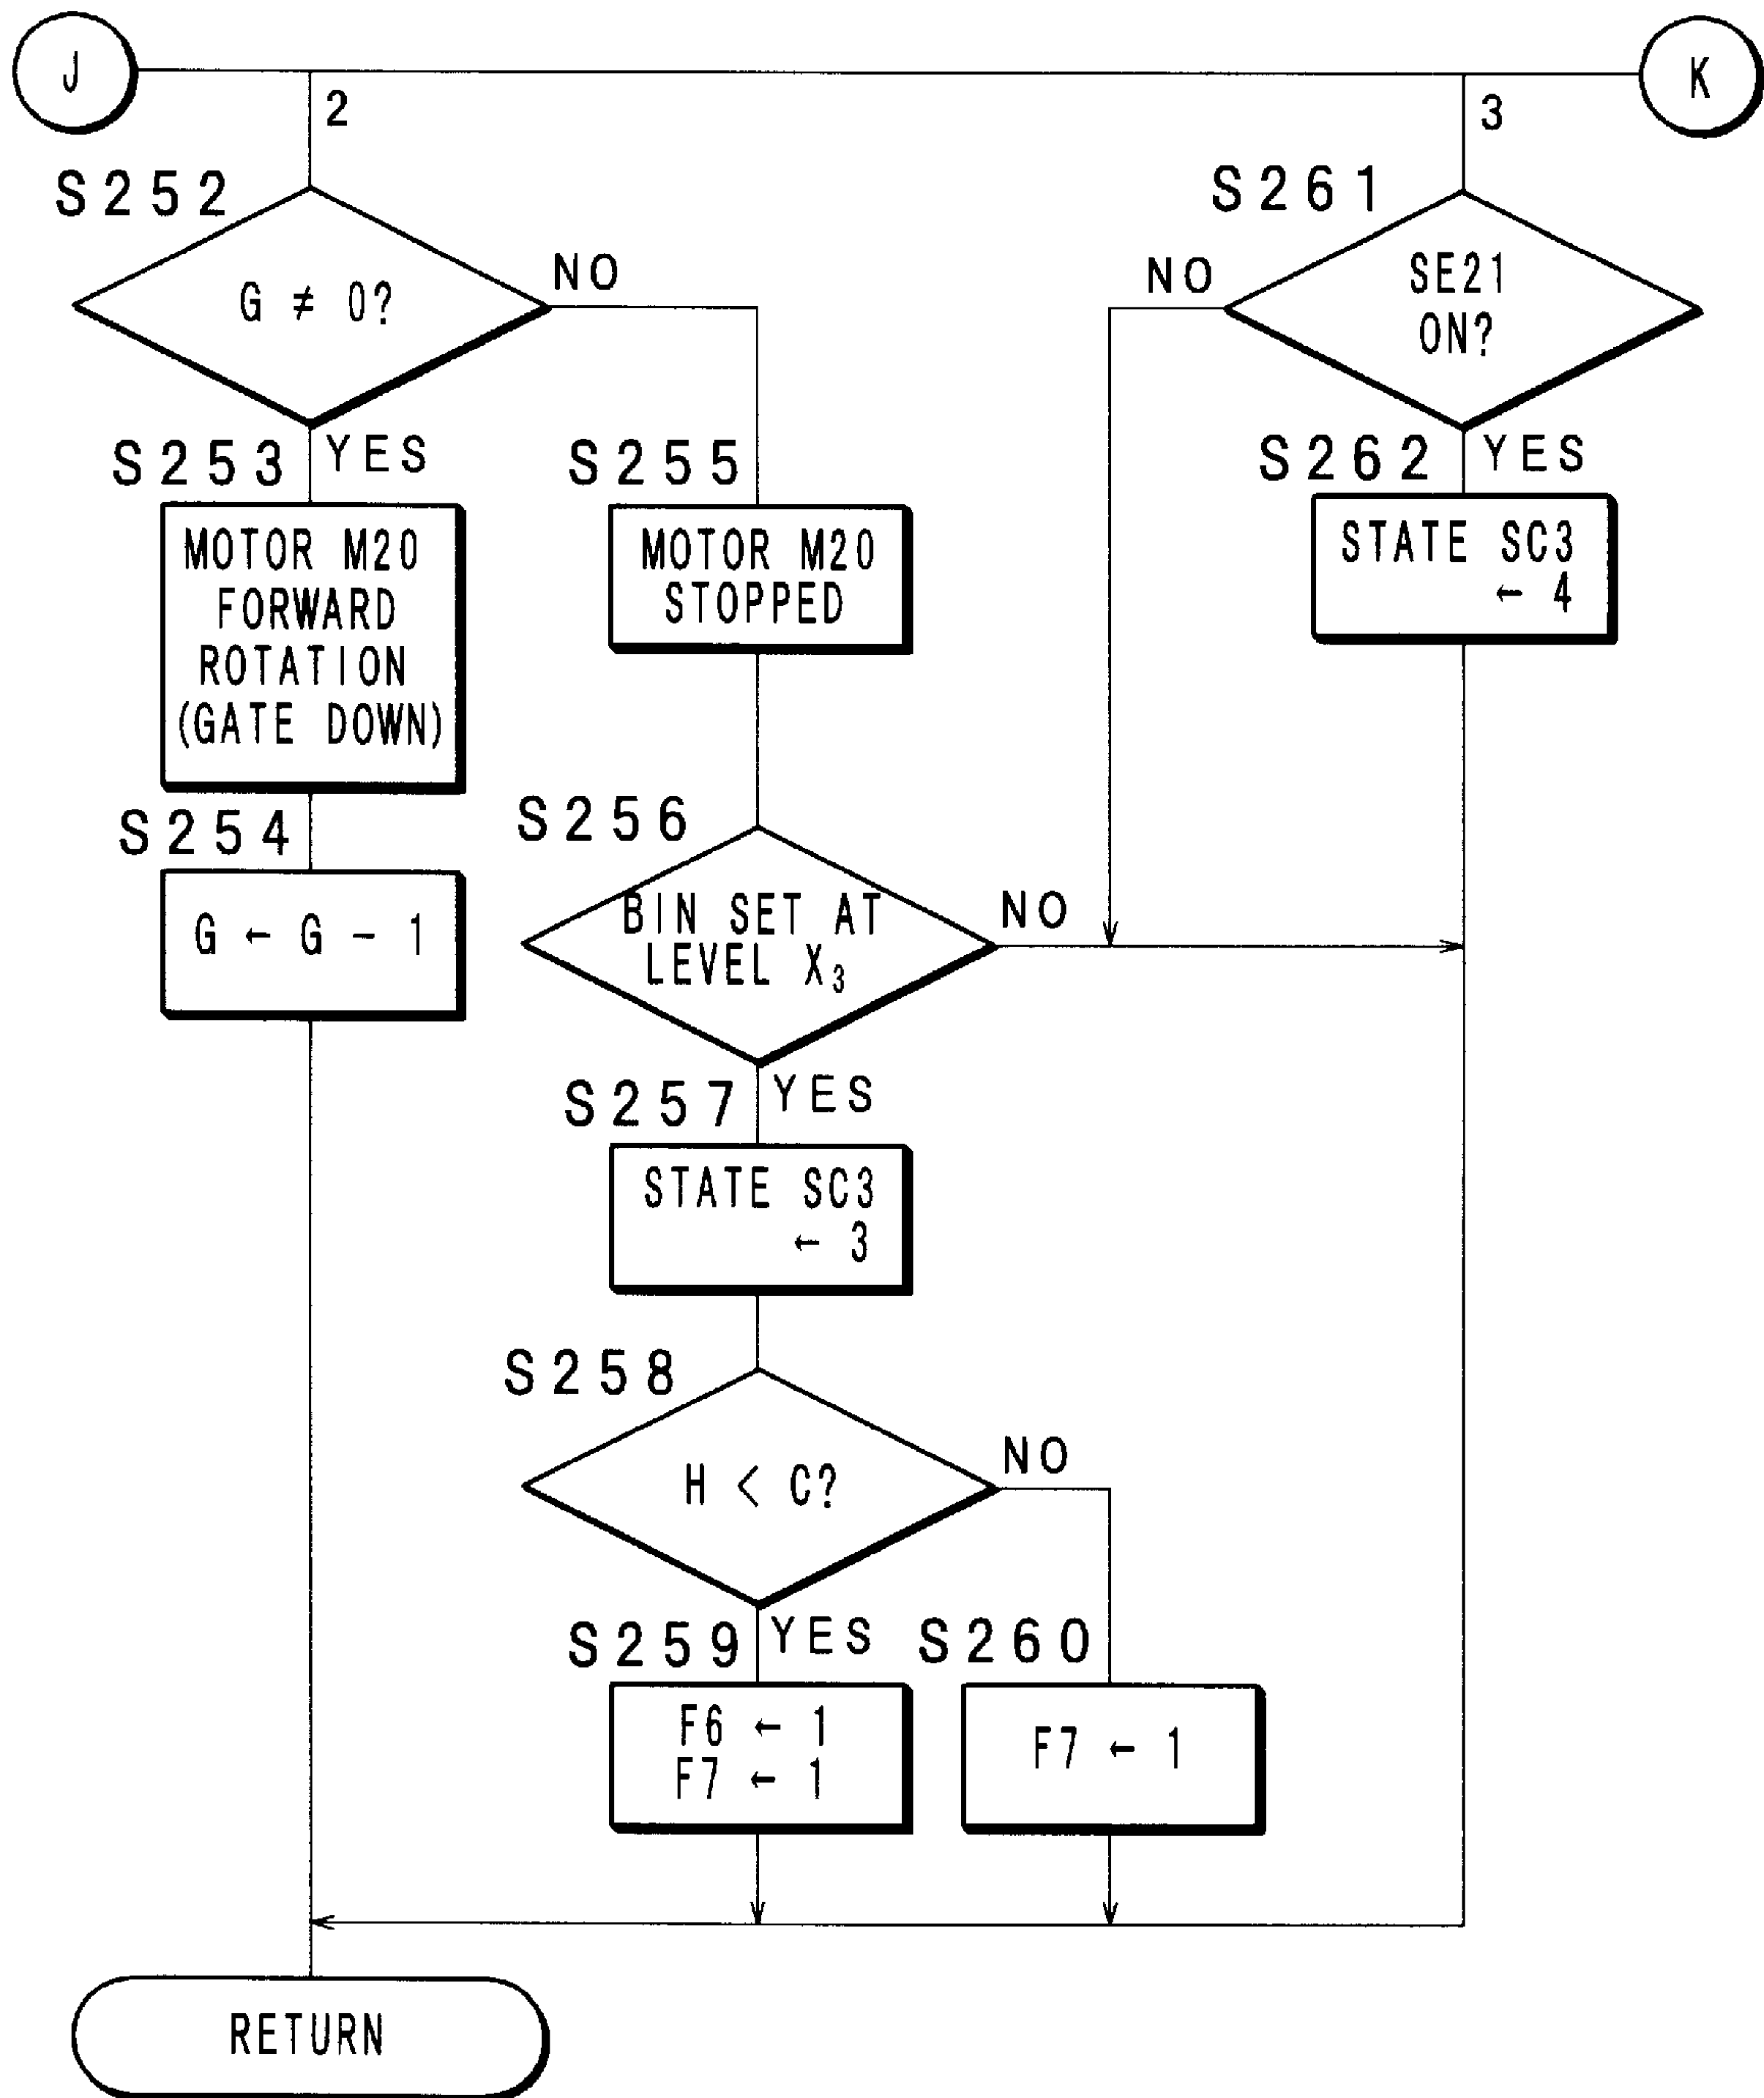 J
K
2
3
S252
G ≠ 0?
NO
YES
S261
SE21
ON?
NO
YES
S253
MOTOR M20
FORWARD
ROTATION
(GATE DOWN)
S255
MOTOR M20
STOPPED
S262
STATE SC3
← 4
S254
G ← G - 1
S256
BIN SET AT
LEVEL X₃
NO
YES
S257
STATE SC3
← 3
S258
H < C?
NO
YES
S259
F6 ← 1
F7 ← 1
S260
F7 ← 1
RETURN